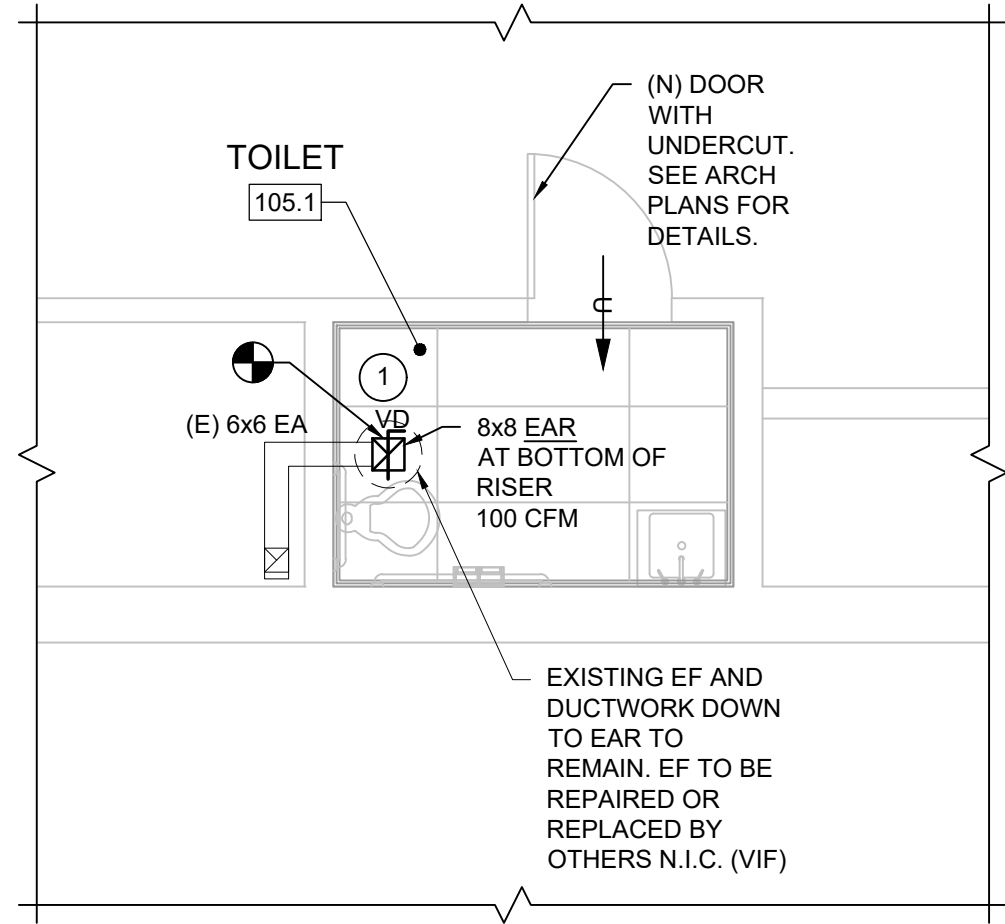 (N) DOOR
WITH
UNDERCUT.
SEE ARCH
PLANS FOR
DETAILS.
TOILET
105.1
U
1
VD
(E) 6x6 EA
8x8 EAR
AT BOTTOM OF
RISER
100 CFM
EXISTING EF AND
DUCTWORK DOWN
TO EAR TO
REMAIN. EF TO BE
REPAIRED OR
REPLACED BY
OTHERS N.I.C. (VIF)